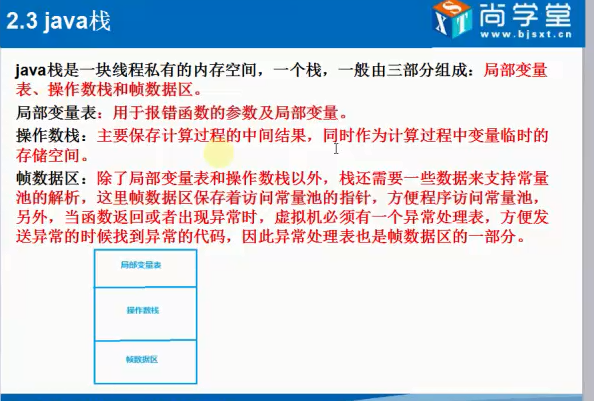 2.3 java栈
尚学堂
www.bjsxt.cn
java栈是一块线程私有的内存空间，一个栈，一般由三部分组成：局部变量
表、操作数栈和帧数据区。
局部变量表：用于报错函数的参数及局部变量。
操作数栈：主要保存计算过程的中间结果，同时作为计算过程中变量临时的
存储空间。
帧数据区：除了局部变量表和操作数栈以外，栈还需要一些数据来支持常量
池的解析，这里帧数据区保存着访问常量池的指针，方便程序访问常量池，
另外，当函数返回或者出现异常时，虚拟机必须有一个异常处理表，方便发
送异常的时候找到异常的代码，因此异常处理表也是帧数据区的一部分。
局部变量表
操作数栈
帧数据区